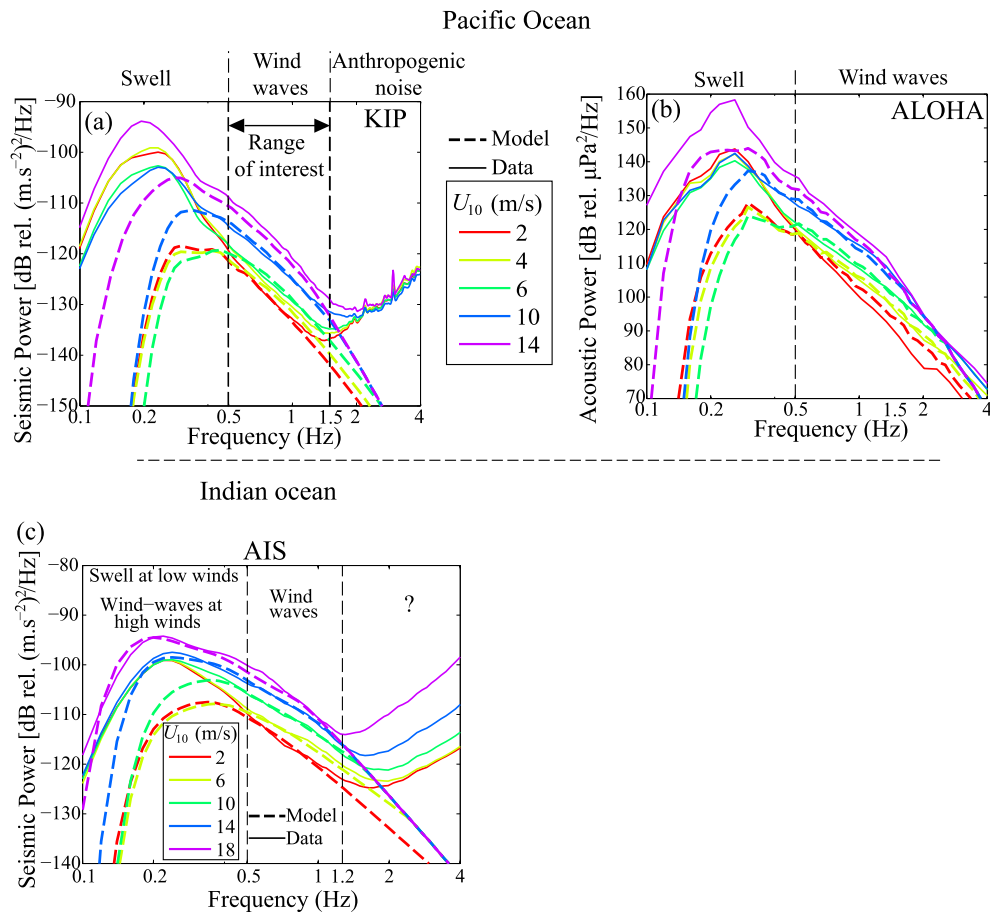 Pacific Ocean
Swell
Wind
waves
Anthropogenic
noise
Seismic Power [dB rel. (m.s⁻²)²/Hz]
−90
−100
−110
−120
−130
−140
−150
(a)
KIP
Range
of interest
0.1
0.2
0.5
1
1.5
2
4
Frequency (Hz)
Model
Data
U₁₀ (m/s)
2
4
6
10
14
Swell
Wind waves
Acoustic Power [dB rel. μPa²/Hz]
160
150
140
130
120
110
100
90
80
70
(b)
ALOHA
0.1
0.2
0.5
1
1.5
2
4
Frequency (Hz)
Indian ocean
(c)
AIS
Seismic Power [dB rel. (m.s⁻²)²/Hz]
−80
−90
−100
−110
−120
−130
−140
Swell at low winds
Wind−waves at
high winds
Wind
waves
?
U₁₀ (m/s)
2
6
10
14
18
Model
Data
0.1
0.2
0.5
1
1.2
2
4
Frequency (Hz)